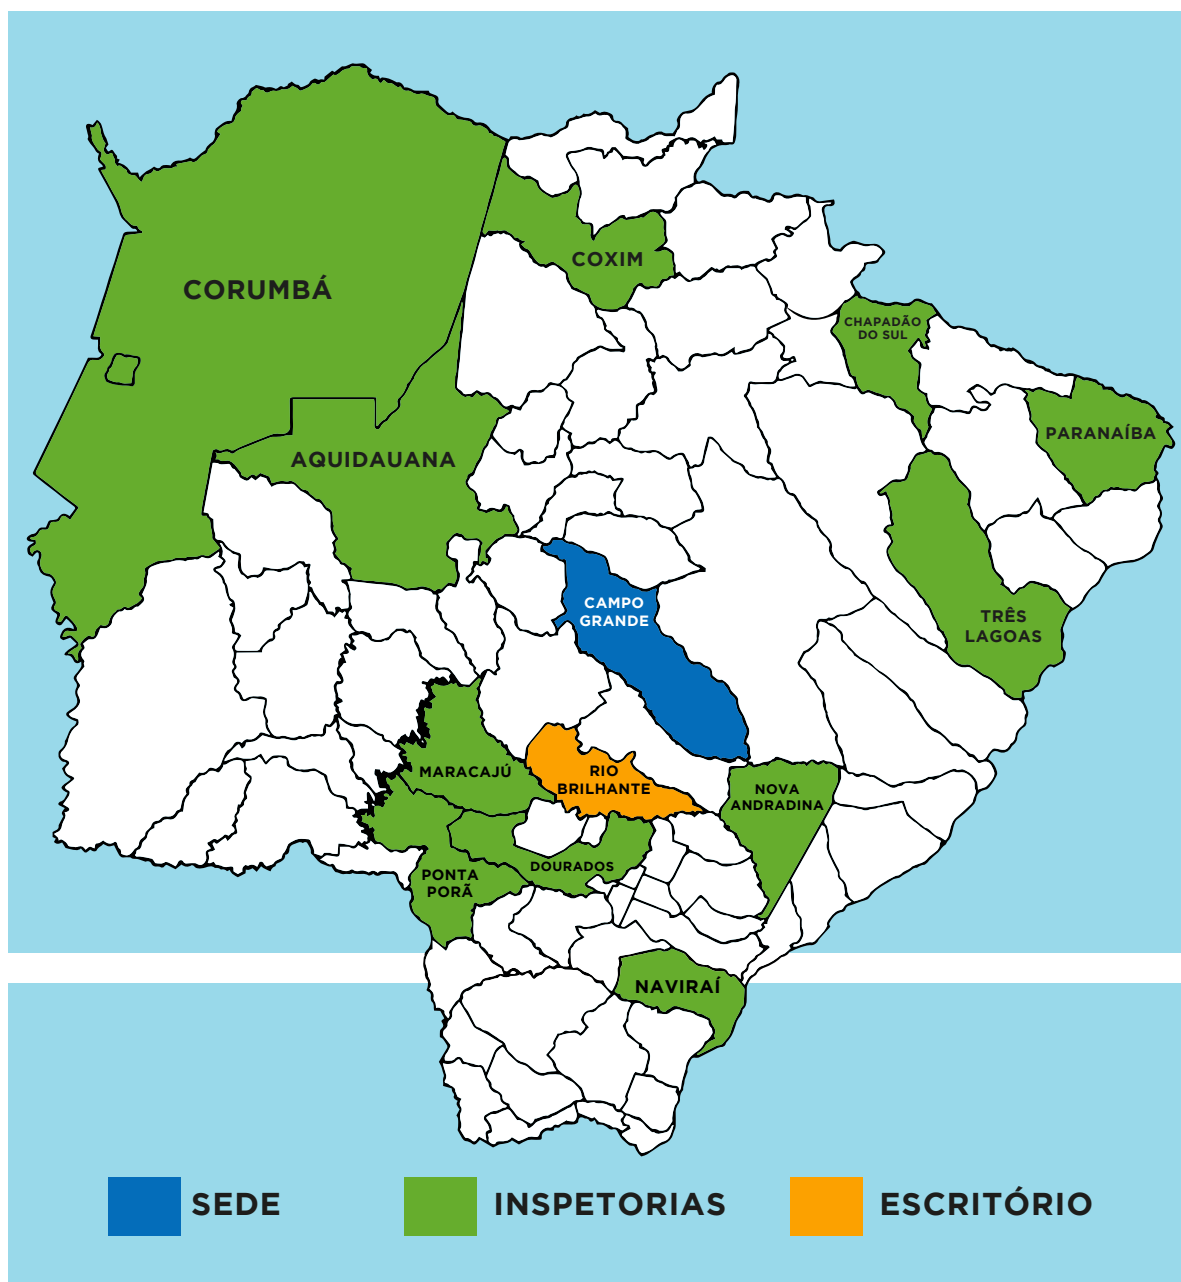 COXIM
CORUMBÁ
CHAPADÃO
DO SUL
PARANAÍBA
AQUIDAUANA
CAMPO
GRANDE
TRÊS
LAGOAS
MARACAJÚ
RIO
BRILHANTE
NOVA
ANDRADINA
DOURADOS
PONTA
PORÃ
NAVIRAÍ
SEDE
INSPETORIAS
ESCRITÓRIO